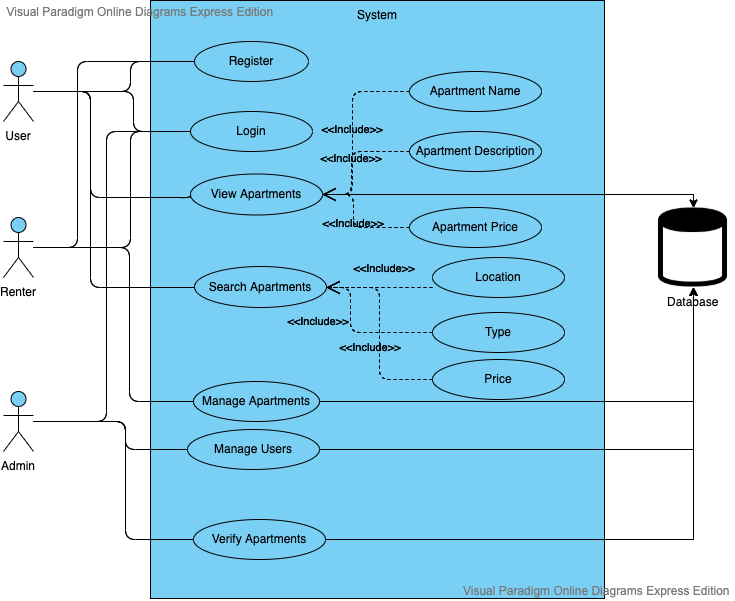 Visual Paradigm Online Diagrams Express Edition
System
Register
Apartment Name
User
Login
<<Include>>
Apartment Description
<<Include>>
View Apartments
<<Include>>
Apartment Price
Renter
<<Include>>
Location
Search Apartments
Database
<<Include>>
Type
<<Include>>
Price
Manage Apartments
Manage Users
Admin
Verify Apartments
Visual Paradigm Online Diagrams Express Edition